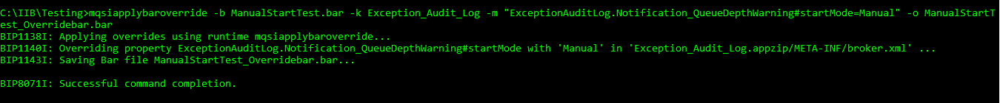 C:\IIB\Testing>mqsiapplybaroverride -b ManualStartTest.bar -k Exception_Audit_Log -m "ExceptionAuditLog.Notification_QueueDepthWarning#startMode=Manual" -o ManualStartT
est_Overridebar.bar
BIP1138I: Applying overrides using runtime mqsiapplybaroverride...
BIP1140I: Overriding property ExceptionAuditLog.Notification_QueueDepthWarning#startMode with 'Manual' in 'Exception_Audit_Log.appzip/META-INF/broker.xml' ...
BIP1143I: Saving Bar file ManualStartTest_Overridebar.bar...
BIP8071I: Successful command completion.